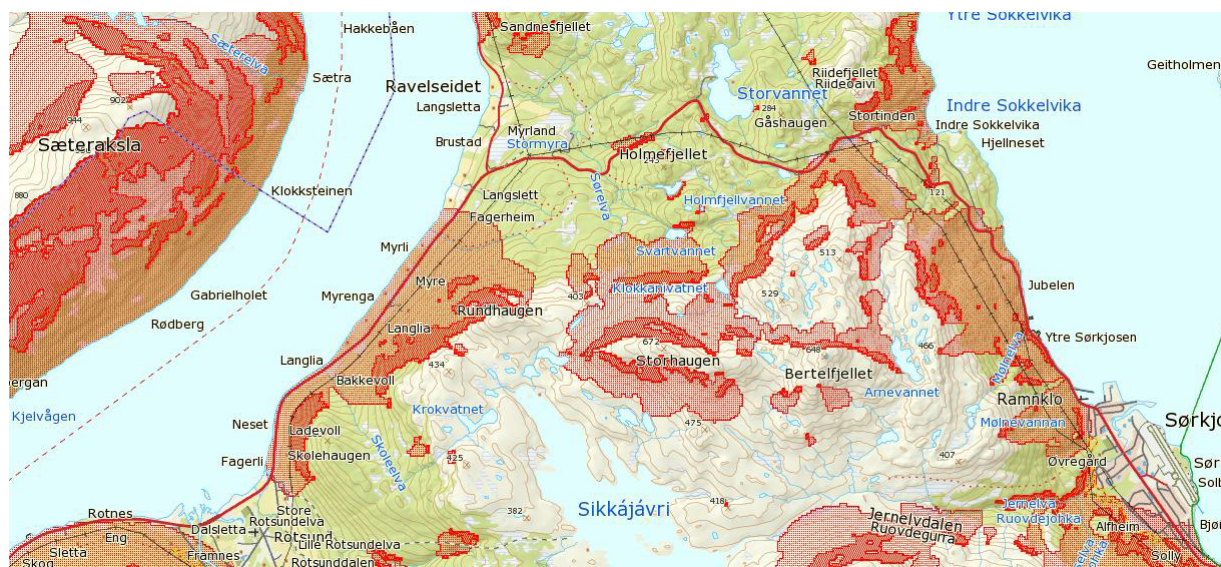 Ytre Sokkelvika
Hakkebåen
Sandnesfjellet
Sæterelva
Geitholmen
Sætra
Riidefjellet
Riideoaivi
Ravelseidet
Storvannet
Langsletta
284
Indre Sokkelvika
902
Gåshaugen
Stortinden
944
Myrland
Indre Sokkelvika
Brustad
Stormyra
Hjellneset
Sæteraksla
Holmefjellet
243
Klokksteinen
880
Langslett
Sørelva
Holmfjellvannet
121
Fagerheim
Myrli
Svartvannet
513
Myre
Klokkanivatnet
Jubelen
Gabrielholet
Myrenga
403
529
Rundhaugen
Rødberg
Langlia
Ytre Sørkjosen
672
466
Langlia
434
Storhaugen
648
Mølnelva
Bertelfjellet
Bakkevoll
Arnevannet
Ramnklo
Kjelvågen
Krokvatnet
Neset
475
Mølnevannan
Ladevoll
Skoleelva
Skolehaugen
425
407
Øvregård
Fagerli
418
Store
Rotsundelva
382
Sikkájávri
Jernelva
Ruovdejohka
Rotnes
Dalsletta
Rotsund
Jernelvdalen
Ruovdegurra
Alfheim
Eng
Sletta
Framnes
Lille Rotsundelva
Skog
Rotsunddalen
Solly